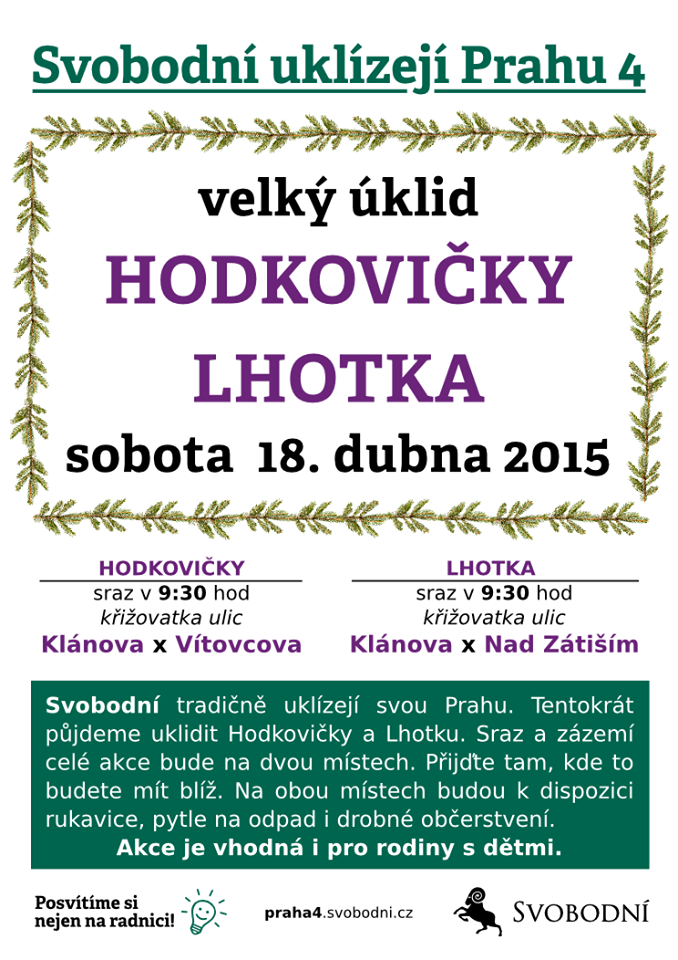 Svobodní uklízejí Prahu 4
velký úklid
HODKOVIČKY
LHOTKA
sobota 18. dubna 2015
HODKOVIČKY
sraz v 9:30 hod
křižovatka ulic
Klánova x Vítovcova
LHOTKA
sraz v 9:30 hod
křižovatka ulic
Klánova x Nad Zátiším
Svobodní tradičně uklízejí svou Prahu. Tentokrát
půjdeme uklidit Hodkovičky a Lhotku. Sraz a zázemí
celé akce bude na dvou místech. Přijďte tam, kde to
budete mít blíž. Na obou místech budou k dispozici
rukavice, pytle na odpad i drobné občerstvení.
Akce je vhodná i pro rodiny s dětmi.
Posvítíme si
nejen na radnici!
praha4.svobodni.cz
SVOBODNÍ